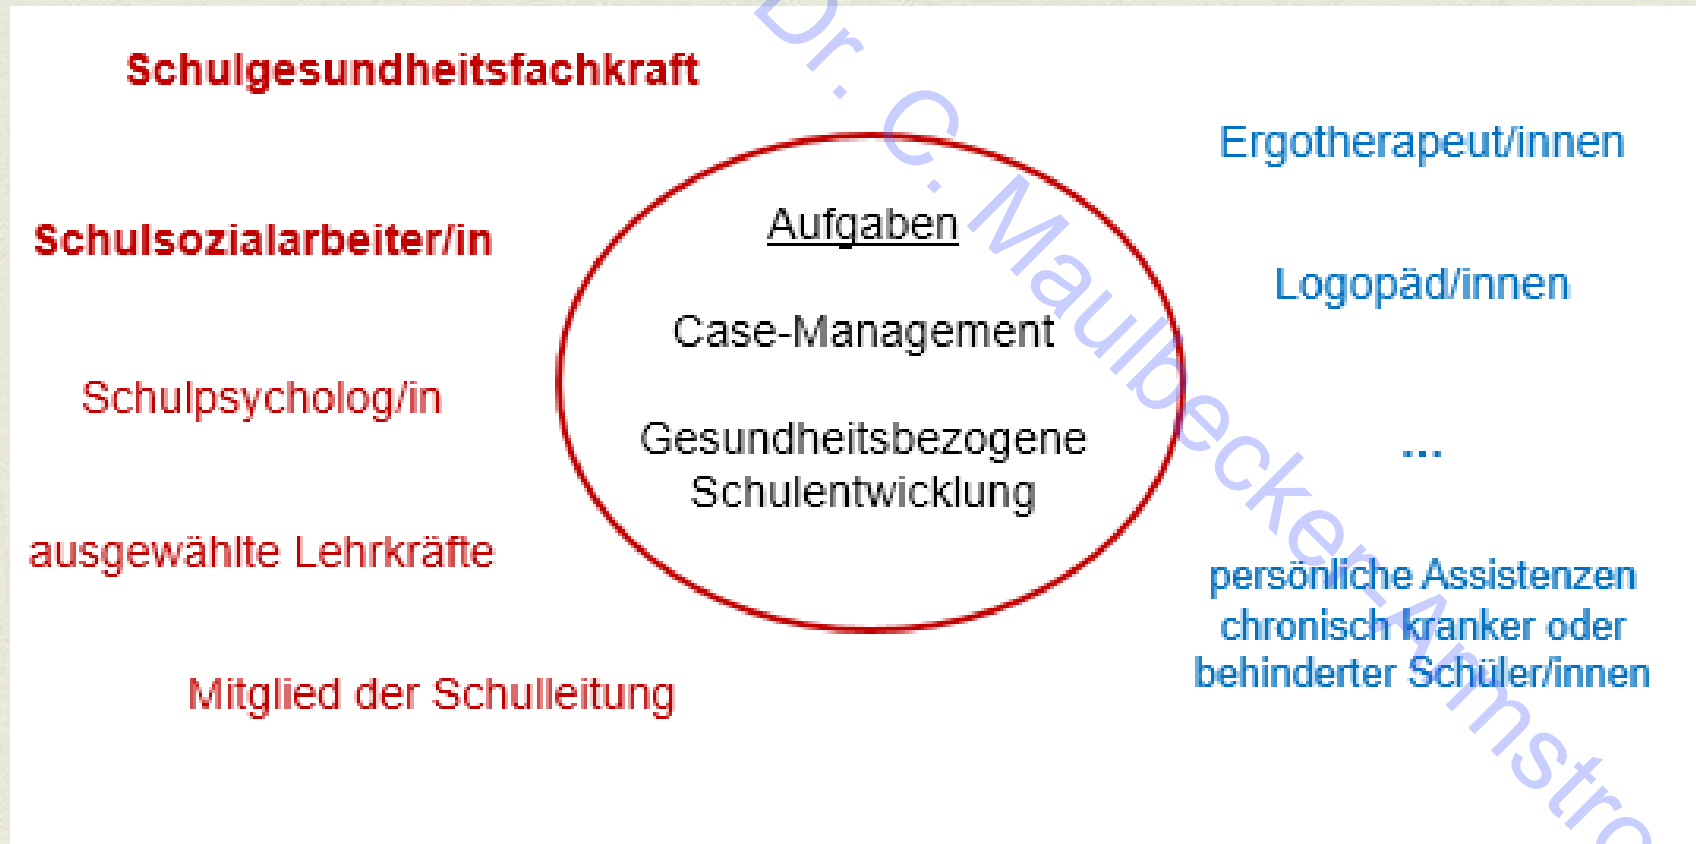 Schulgesundheitsfachkraft
Schulsozialarbeiter/in
Schulpsycholog/in
ausgewählte Lehrkräfte
Mitglied der Schulleitung
Aufgaben
Case-Management
Gesundheitsbezogene
Schulentwicklung
Ergotherapeut/innen
Logopäd/innen
...
persönliche Assistenzen
chronisch kranker oder
behinderter Schüler/innen
Dr. C. Maulbecker-Armstro